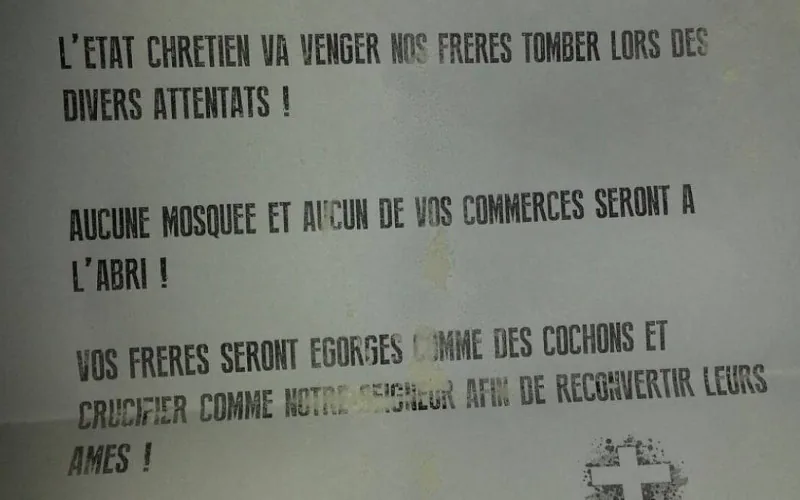 L'ETAT CHRETIEN VA VENGER NOS FRERES TOMBER LORS DES
DIVERS ATTENTATS !
AUCUNE MOSQUEE ET AUCUN DE VOS COMMERCES SERONT A
L'ABRI !
VOS FRERES SERONT EGORGES COMME DES COCHONS ET
CRUCIFIER COMME NOTRE SEIGNEUR AFIN DE RECONVERTIR LEURS
AMES !